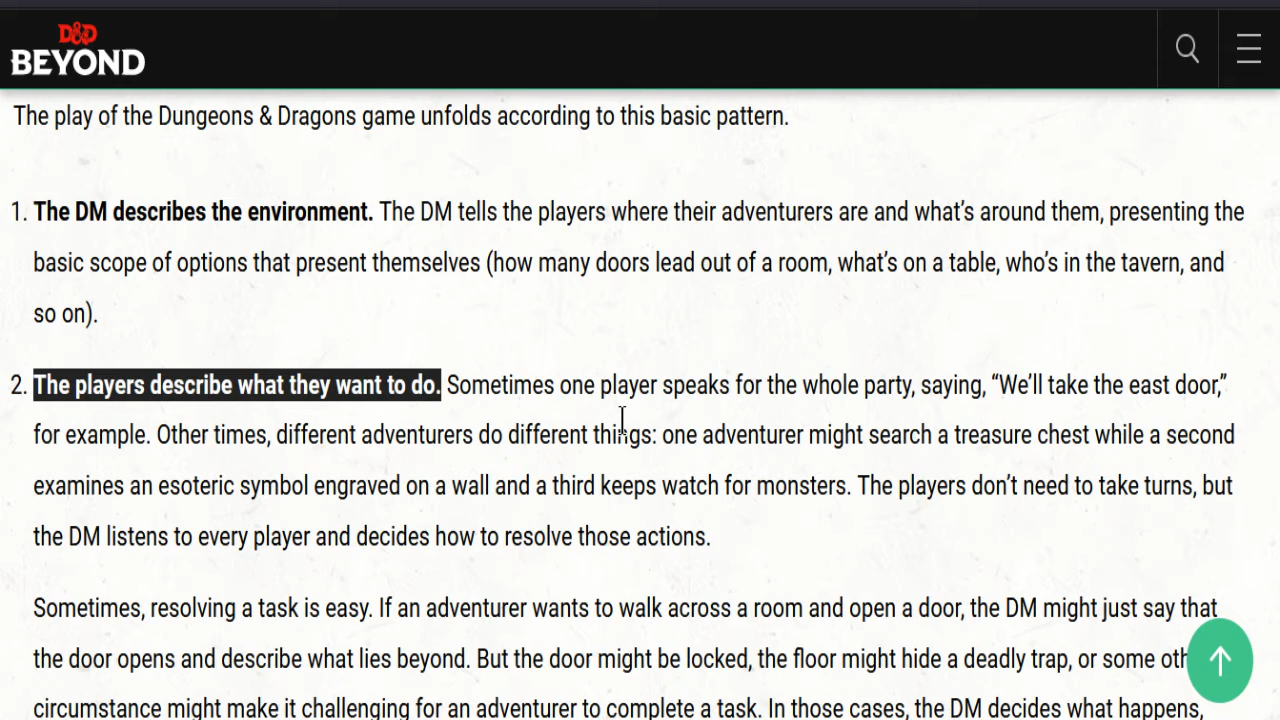 D&D
BEYOND
The play of the Dungeons & Dragons game unfolds according to this basic pattern.
1. The DM describes the environment. The DM tells the players where their adventurers are and what’s around them, presenting the
basic scope of options that present themselves (how many doors lead out of a room, what’s on a table, who’s in the tavern, and
so on).
2. The players describe what they want to do. Sometimes one player speaks for the whole party, saying, “We’ll take the east door,”
for example. Other times, different adventurers do different things: one adventurer might search a treasure chest while a second
examines an esoteric symbol engraved on a wall and a third keeps watch for monsters. The players don’t need to take turns, but
the DM listens to every player and decides how to resolve those actions.
Sometimes, resolving a task is easy. If an adventurer wants to walk across a room and open a door, the DM might just say that
the door opens and describe what lies beyond. But the door might be locked, the floor might hide a deadly trap, or some oth
circumstance might make it challenging for an adventurer to complete a task. In those cases, the DM decides what happens,